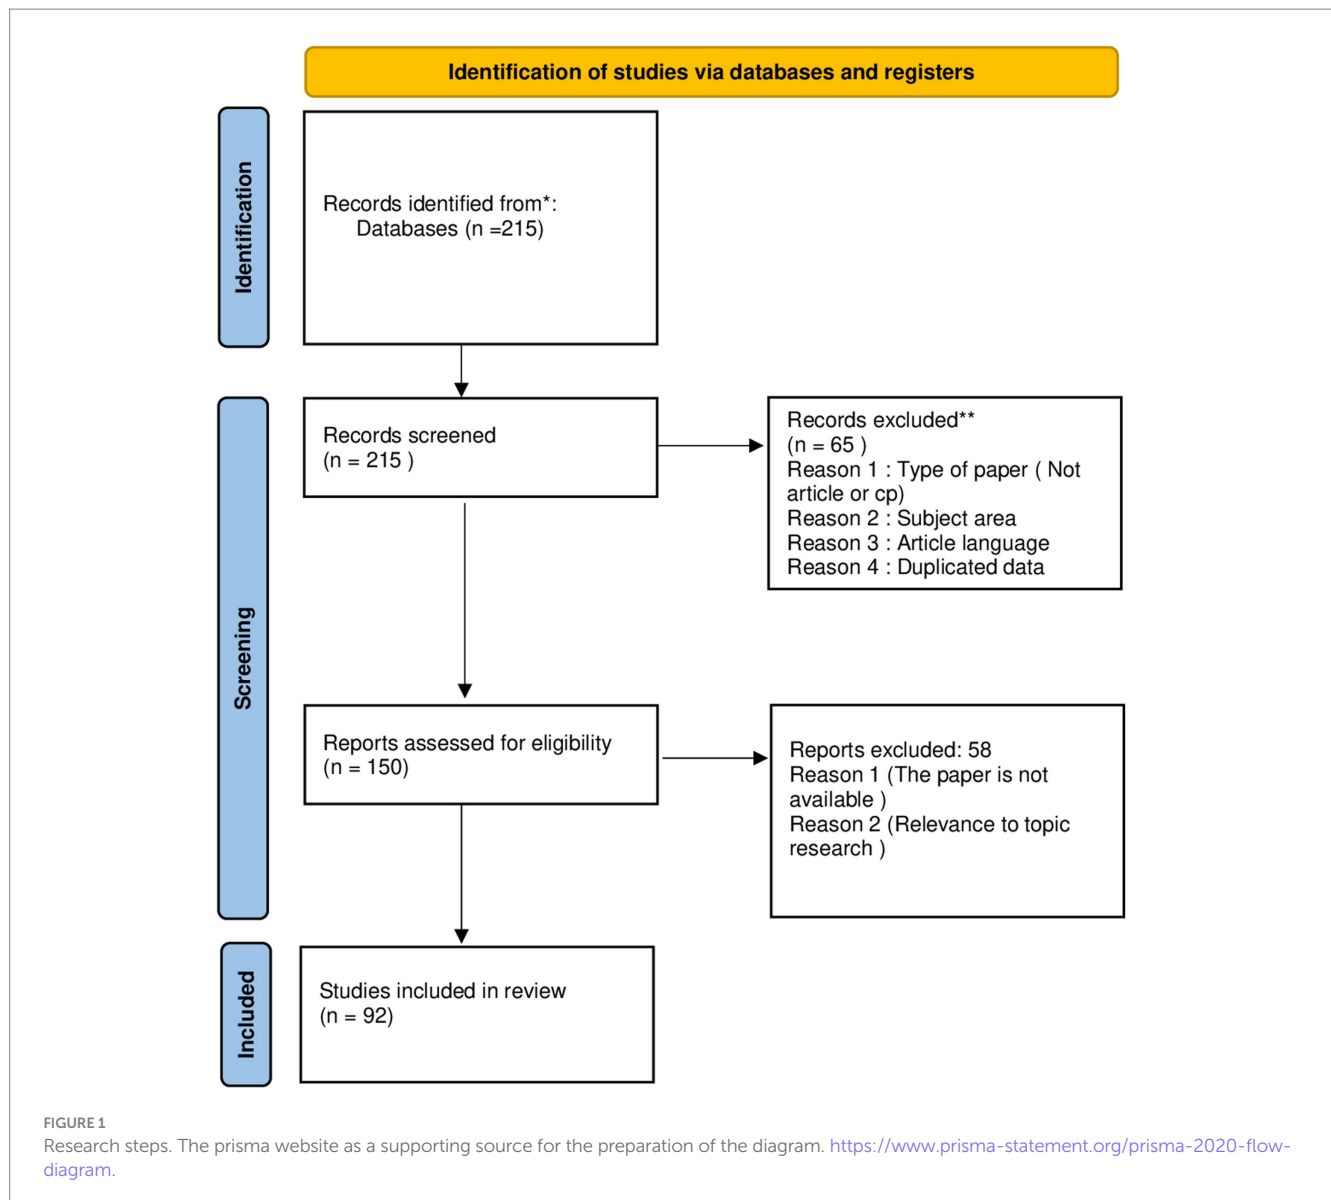 Identification of studies via databases and registers
Identification
Records identified from*:
Databases (n =215)
Screening
Records screened
(n = 215 )
Records excluded**
(n = 65 )
Reason 1 : Type of paper ( Not
article or cp)
Reason 2 : Subject area
Reason 3 : Article language
Reason 4 : Duplicated data
Reports assessed for eligibility
(n = 150)
Reports excluded: 58
Reason 1 (The paper is not
available )
Reason 2 (Relevance to topic
research )
Included
Studies included in review
(n = 92)
FIGURE 1
Research steps. The prisma website as a supporting source for the preparation of the diagram. https://www.prisma-statement.org/prisma-2020-flow-
diagram.